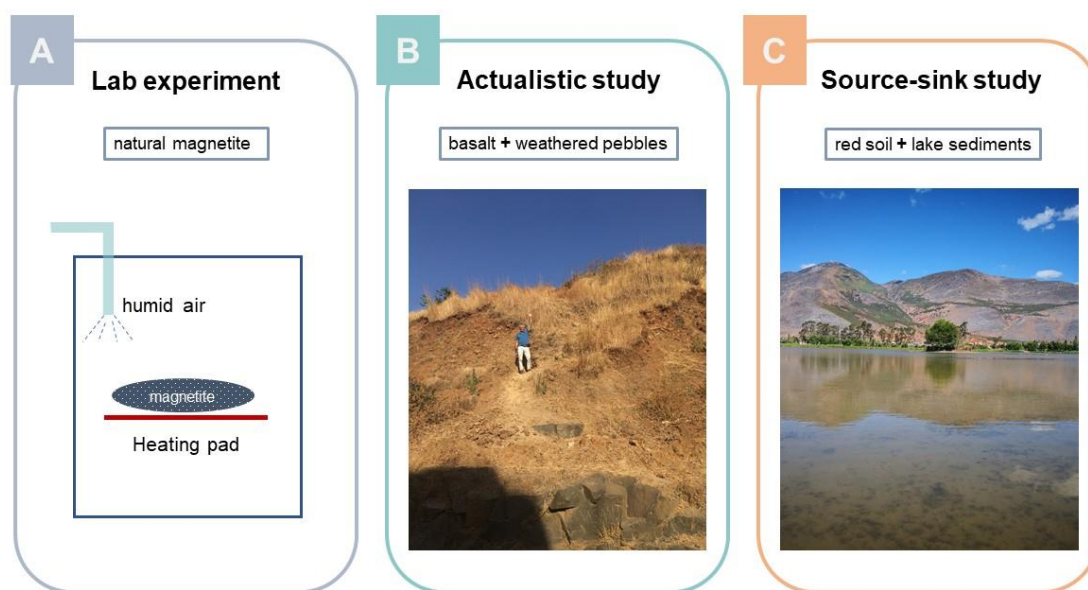 A
Lab experiment
natural magnetite
humid air
magnetite
Heating pad
B
Actualistic study
basalt + weathered pebbles
C
Source-sink study
red soil + lake sediments